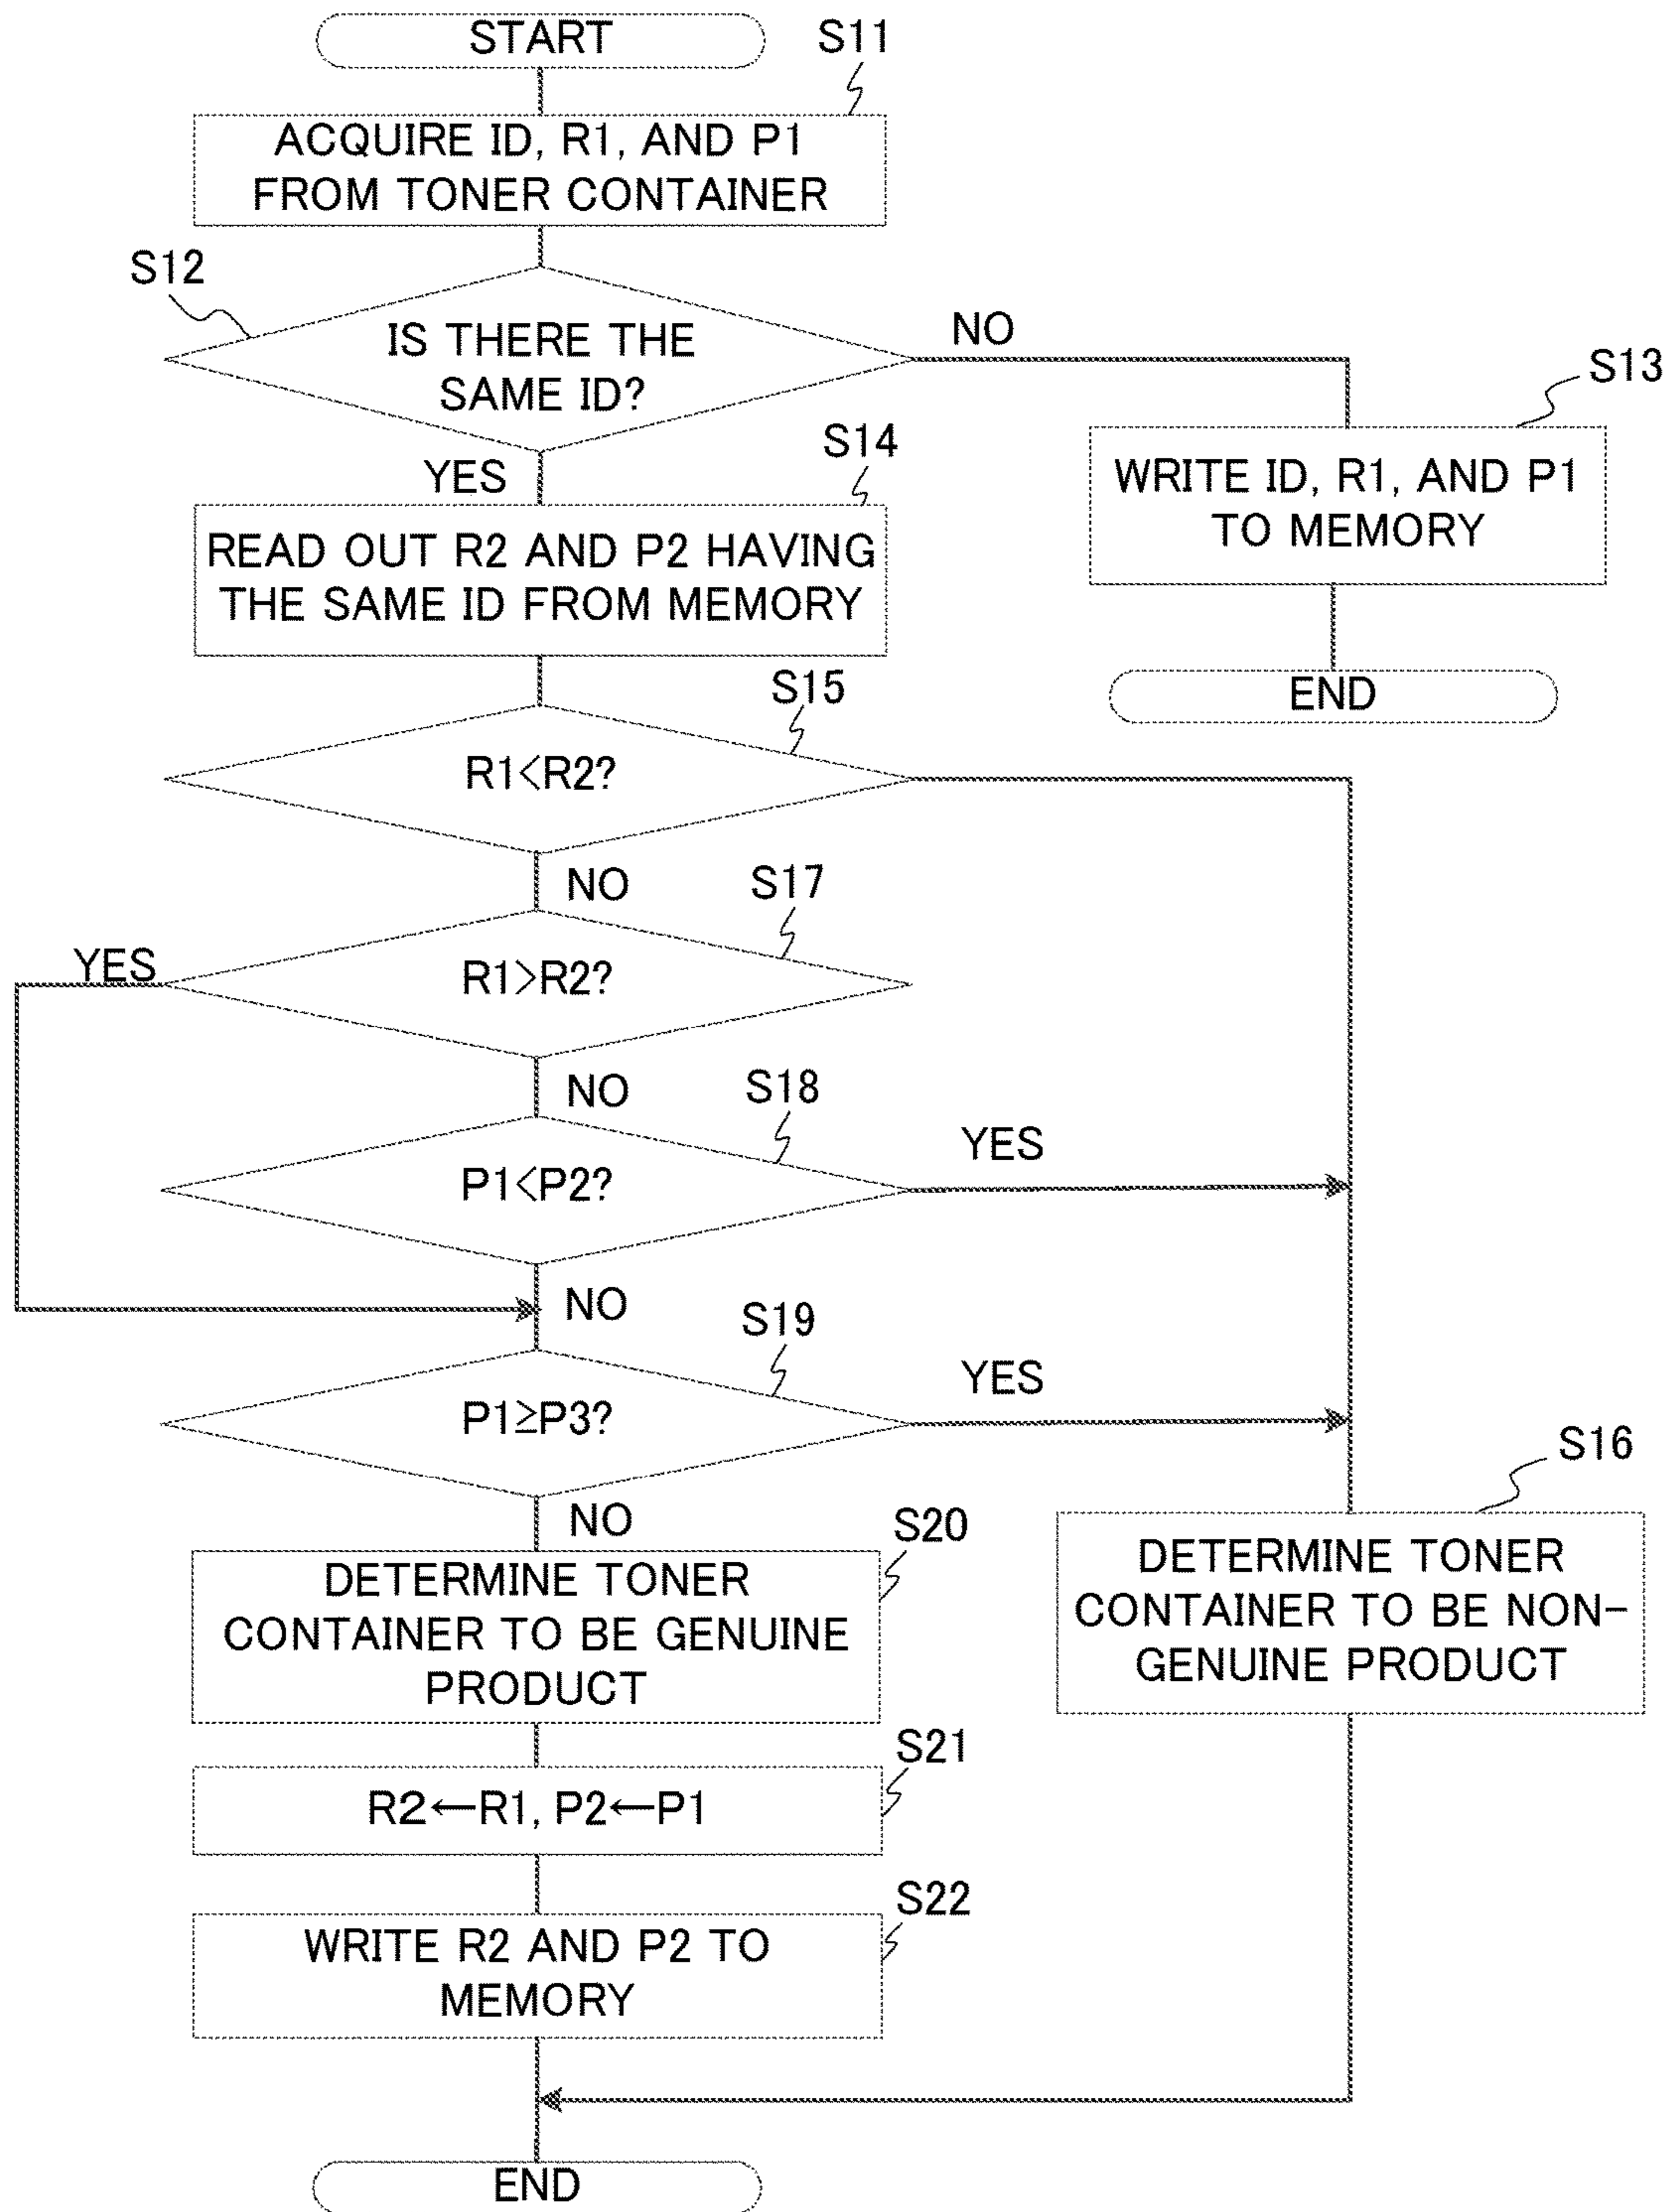 START
S11
ACQUIRE ID, R1, AND P1
FROM TONER CONTAINER
S12
IS THERE THE
SAME ID?
NO
S13
WRITE ID, R1, AND P1
TO MEMORY
END
YES
S14
READ OUT R2 AND P2 HAVING
THE SAME ID FROM MEMORY
S15
R1<R2?
NO
S17
YES
R1>R2?
NO
S18
P1<P2?
YES
NO
S19
P1≥P3?
YES
S16
DETERMINE TONER
CONTAINER TO BE NON-
GENUINE PRODUCT
NO
S20
DETERMINE TONER
CONTAINER TO BE GENUINE
PRODUCT
S21
R2←R1, P2←P1
S22
WRITE R2 AND P2 TO
MEMORY
END